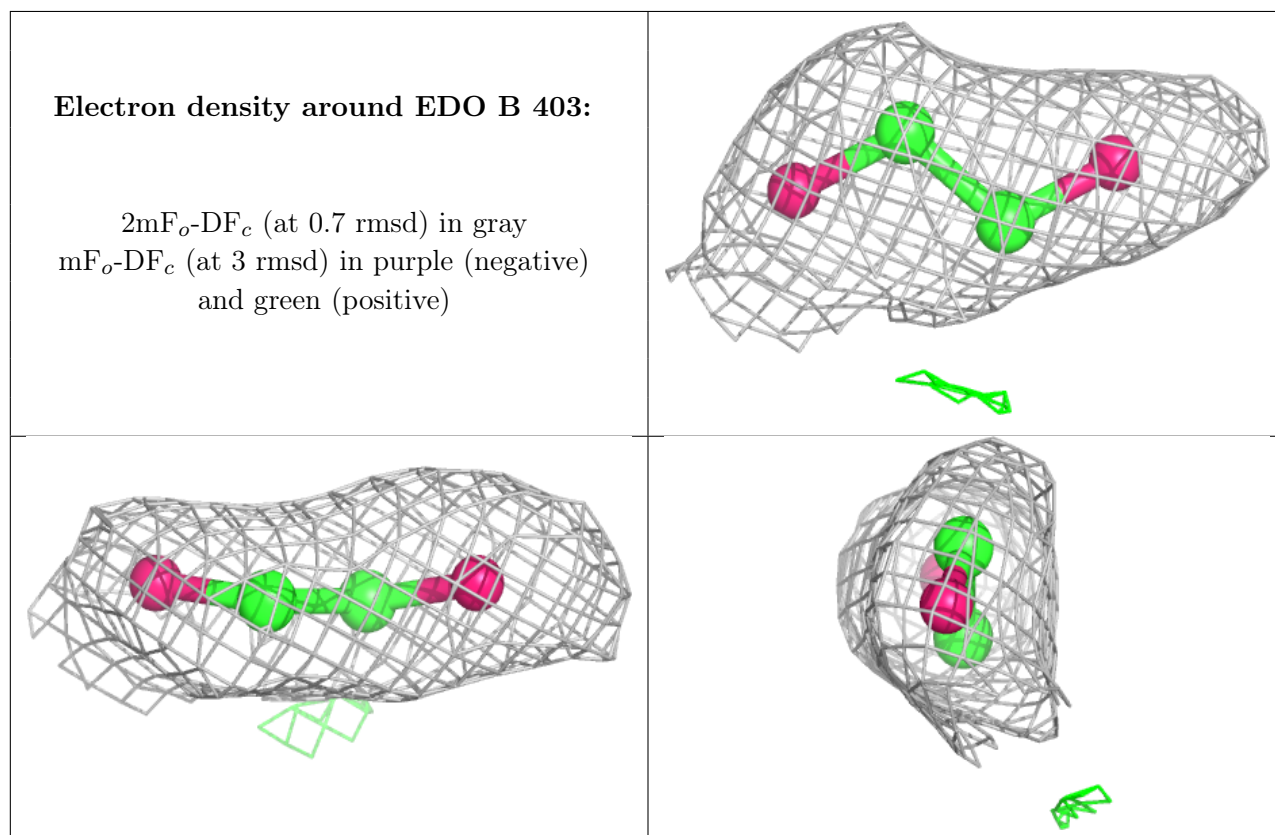 Electron density around EDO B 403:
2mFₒ-DF𝒸 (at 0.7 rmsd) in gray
mFₒ-DF𝒸 (at 3 rmsd) in purple (negative)
and green (positive)